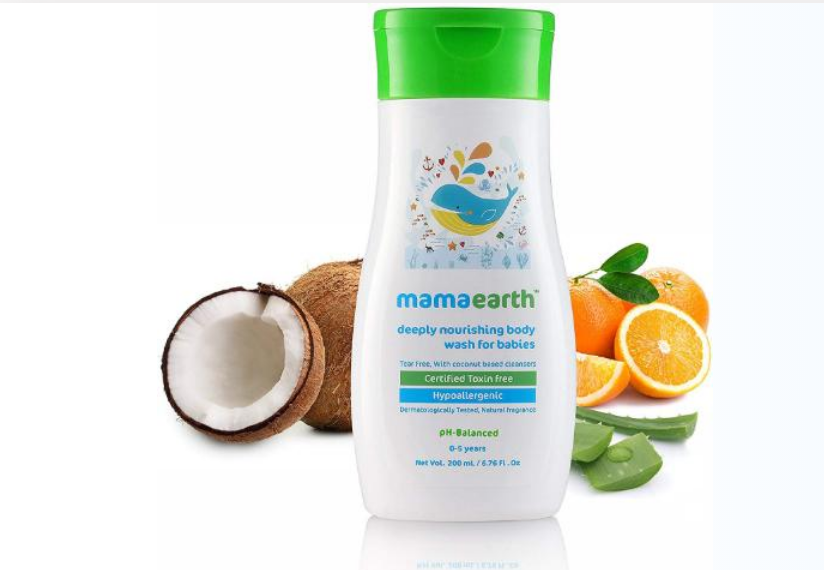 mamaearth™
deeply nourishing body
wash for babies
Tear free, With coconut based cleansers
Certified Toxin free
Hypoallergenic
Dermatologically Tested, Natural fragrance
pH-Balanced
0-5 years
Net Vol. 200 mL / 6.76 Fl. Oz